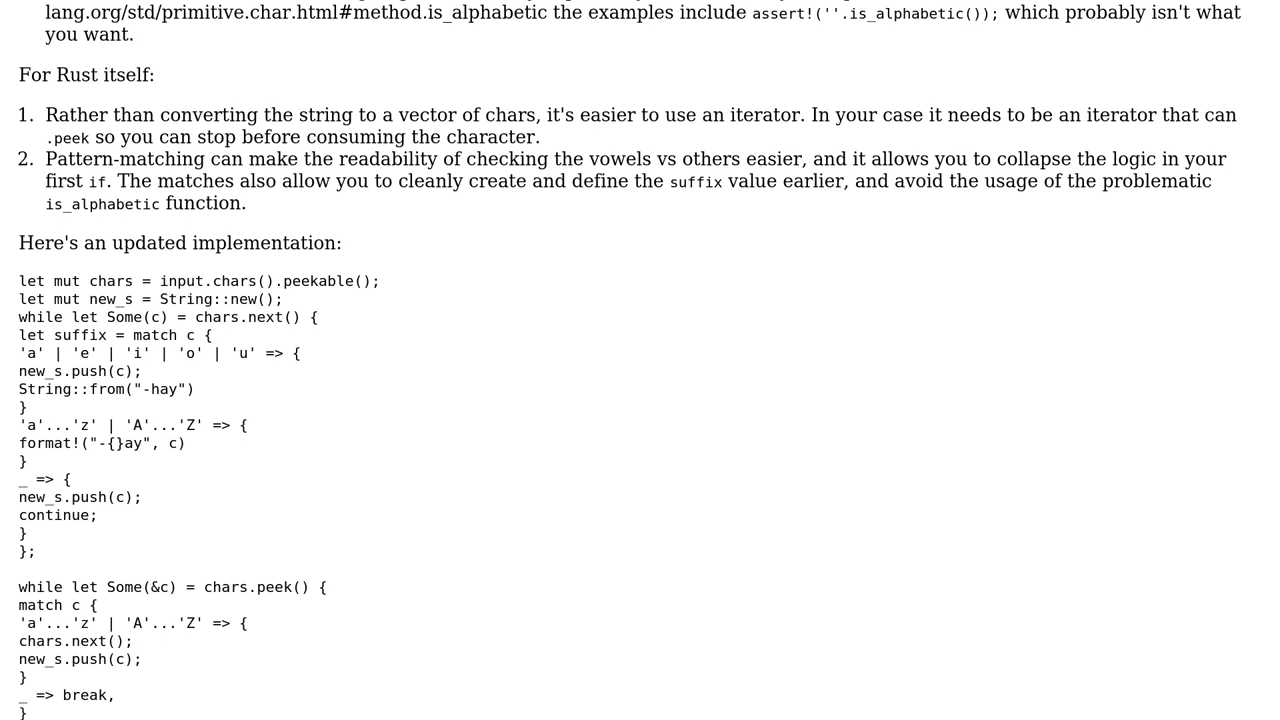 lang.org/std/primitive.char.html#method.is_alphabetic the examples include assert!(''.is_alphabetic()); which probably isn't what
you want.
For Rust itself:
1. Rather than converting the string to a vector of chars, it's easier to use an iterator. In your case it needs to be an iterator that can
.peek so you can stop before consuming the character.
2. Pattern-matching can make the readability of checking the vowels vs others easier, and it allows you to collapse the logic in your
first if. The matches also allow you to cleanly create and define the suffix value earlier, and avoid the usage of the problematic
is_alphabetic function.
Here's an updated implementation:
let mut chars = input.chars().peekable();
let mut new_s = String::new();
while let Some(c) = chars.next() {
let suffix = match c {
'a' | 'e' | 'i' | 'o' | 'u' => {
new_s.push(c);
String::from("-hay")
}
'a'...'z' | 'A'...'Z' => {
format!("-{}ay", c)
}
_ => {
new_s.push(c);
continue;
}
};
while let Some(&c) = chars.peek() {
match c {
'a'...'z' | 'A'...'Z' => {
chars.next();
new_s.push(c);
}
_ => break,
}